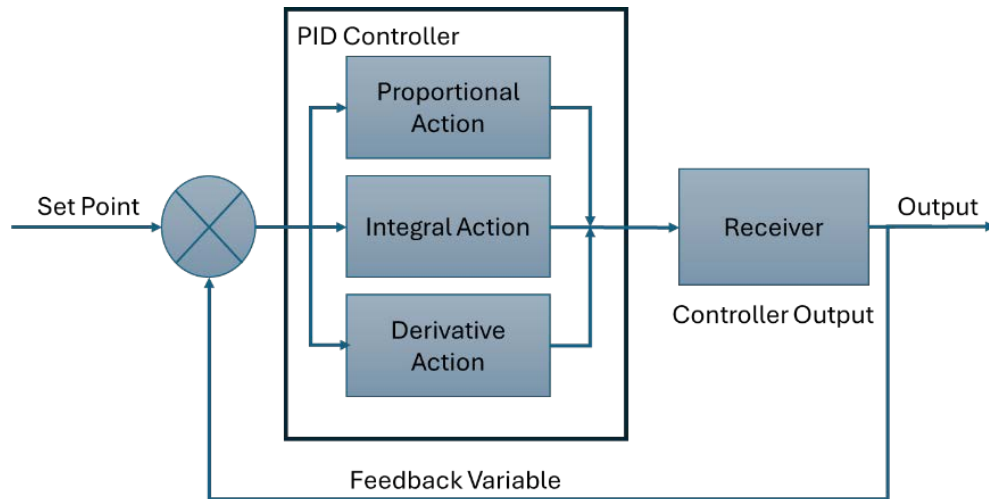 PID Controller
Proportional
Action
Set Point
Integral Action
Receiver
Output
Controller Output
Derivative
Action
Feedback Variable